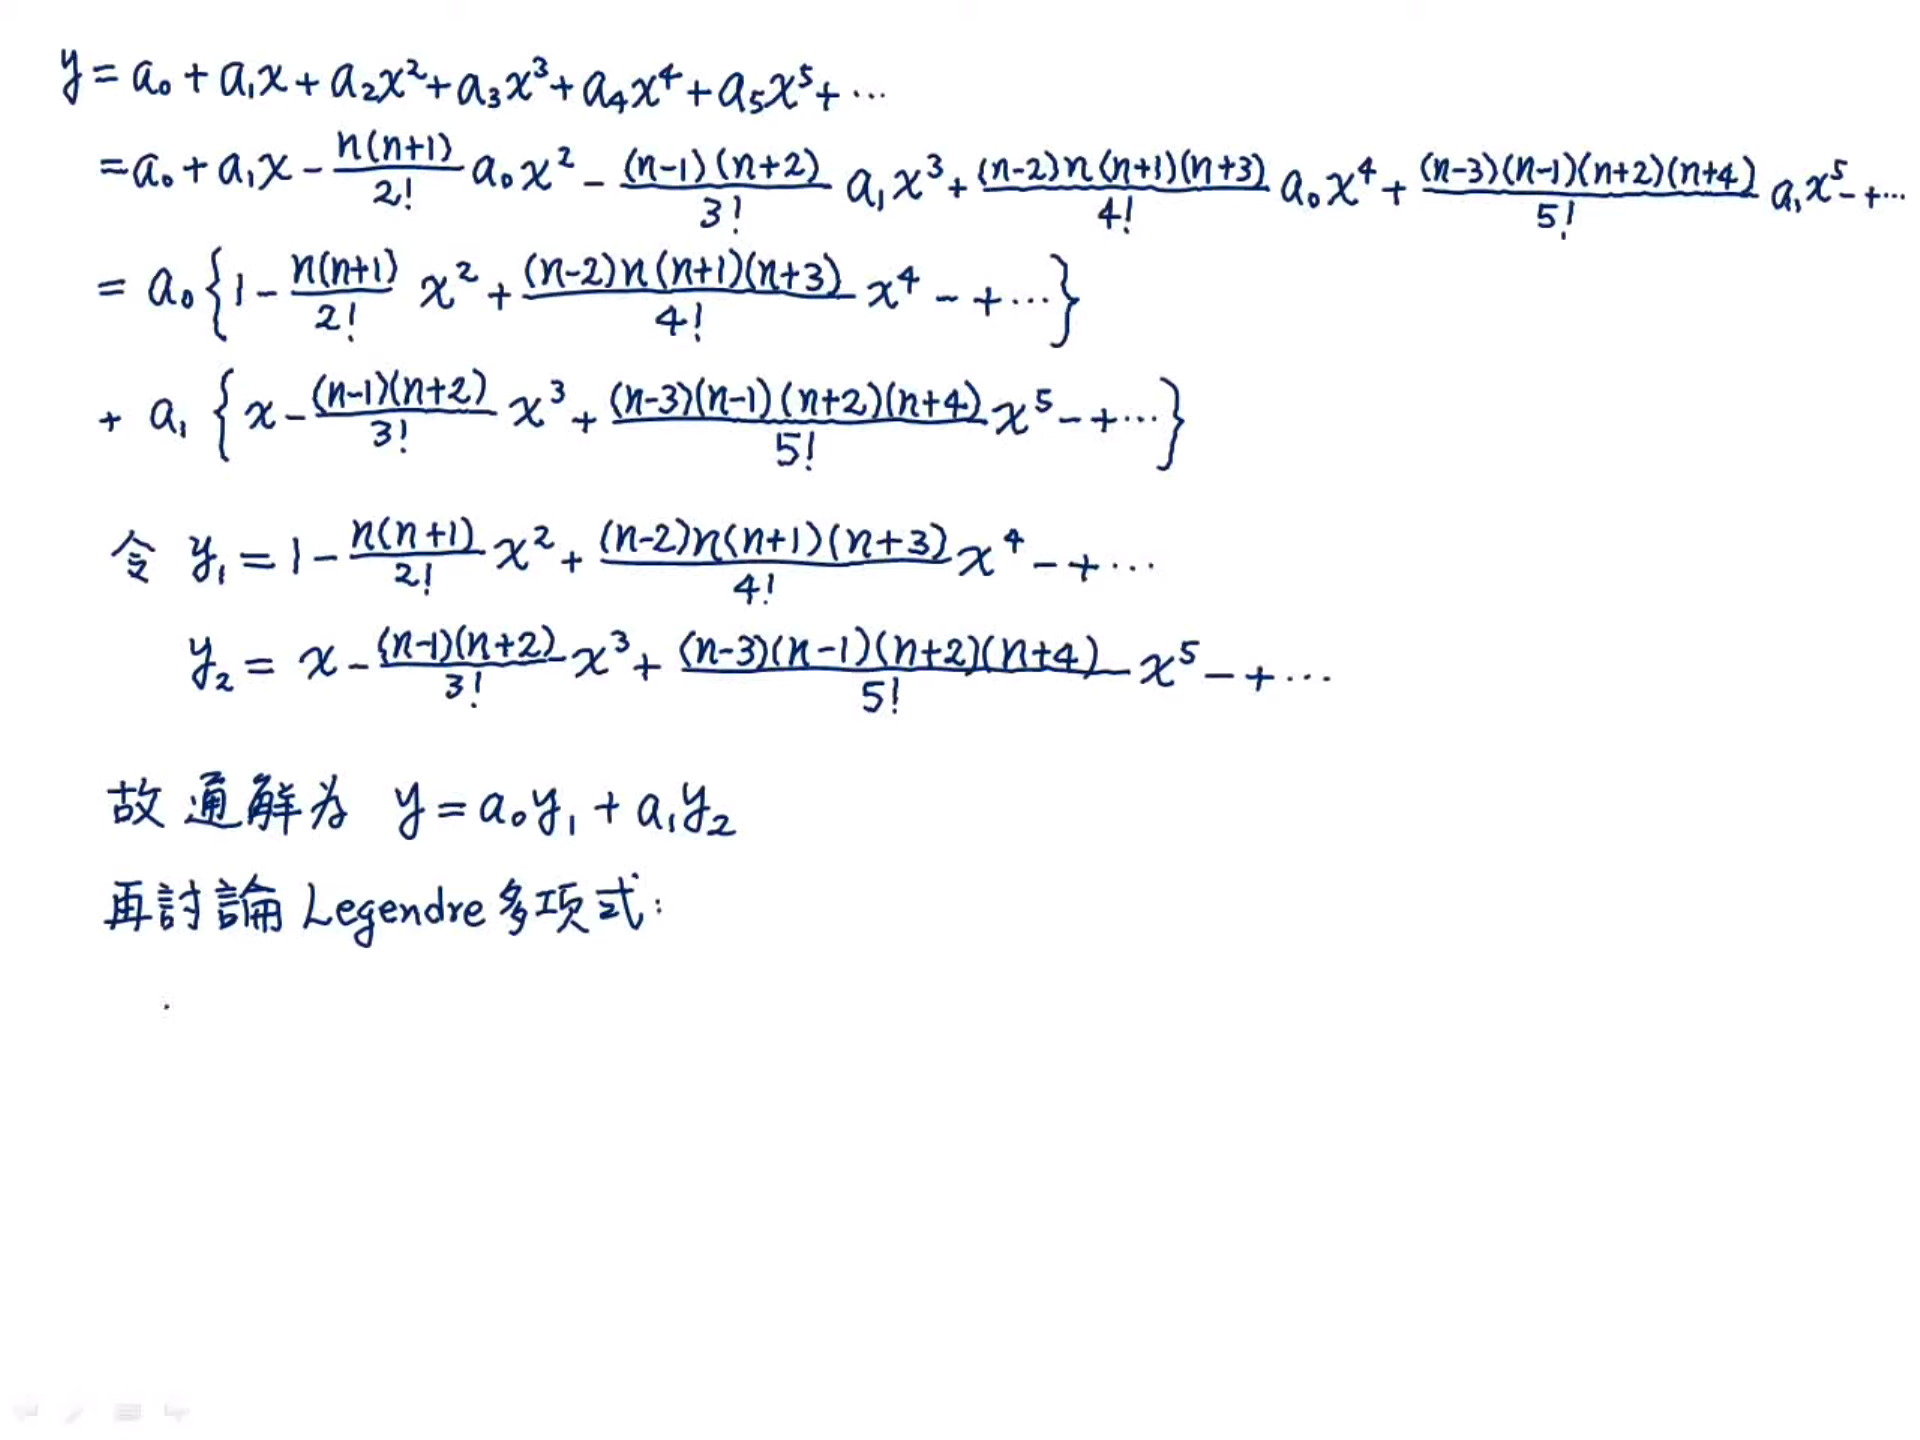 y = a₀ + a₁x + a₂x² + a₃x³ + a₄x⁴ + a₅x⁵ + ⋯
= a₀ + a₁x - n(n+1)/2! a₀x² - (n-1)(n+2)/3! a₁x³ + (n-2)n(n+1)(n+3)/4! a₀x⁴ + (n-3)(n-1)(n+2)(n+4)/5! a₁x⁵ - + ⋯
= a₀{1 - n(n+1)/2! x² + (n-2)n(n+1)(n+3)/4! x⁴ - + ⋯}
+ a₁{x - (n-1)(n+2)/3! x³ + (n-3)(n-1)(n+2)(n+4)/5! x⁵ - + ⋯}
令 y₁ = 1 - n(n+1)/2! x² + (n-2)n(n+1)(n+3)/4! x⁴ - + ⋯
y₂ = x - (n-1)(n+2)/3! x³ + (n-3)(n-1)(n+2)(n+4)/5! x⁵ - + ⋯
故通解为 y = a₀y₁ + a₁y₂
再討論 Legendre 多项式: